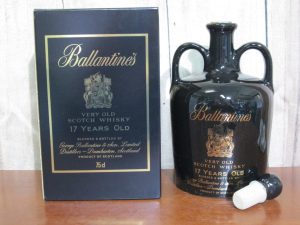 Ballantine's
VERY OLD
SCOTCH WHISKY
17 YEARS OLD
BLENDED & BOTTLED BY
George Ballantine & Son, Limited
Distillers — Dumbarton, Scotland
PRODUCT OF SCOTLAND
75cl
Ballantine's
VERY OLD
SCOTCH WHISKY
17 YEARS OLD